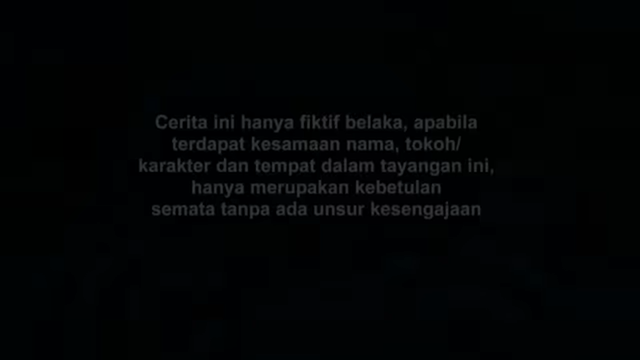 Cerita ini hanya fiktif belaka, apabila
terdapat kesamaan nama, tokoh/
karakter dan tempat dalam tayangan ini,
hanya merupakan kebetulan
semata tanpa ada unsur kesengajaan